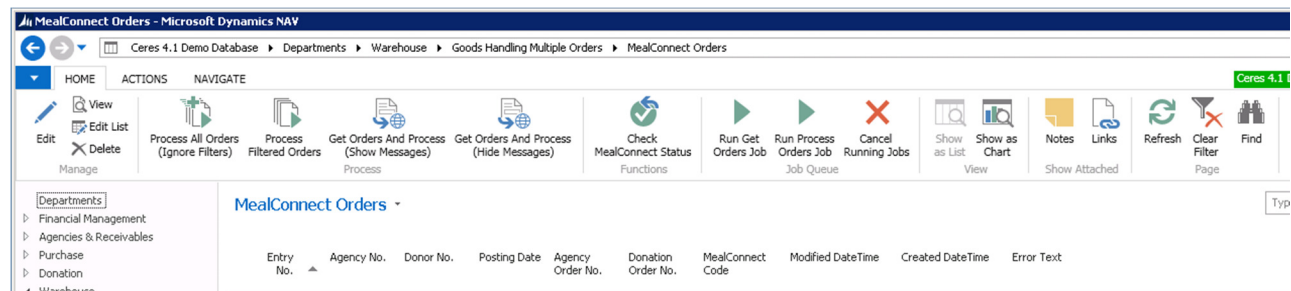 MealConnect Orders - Microsoft Dynamics NAV
Ceres 4.1 Demo Database ▸ Departments ▸ Warehouse ▸ Goods Handling Multiple Orders ▸ MealConnect Orders
HOME ACTIONS NAVIGATE
Ceres 4.1
Edit
View
Edit List
Delete
Manage
Process All Orders
(Ignore Filters)
Process
Filtered Orders
Get Orders And Process
(Show Messages)
Get Orders And Process
(Hide Messages)
Process
Check
MealConnect Status
Functions
Run Get
Orders Job
Run Process
Orders Job
Cancel
Running Jobs
Job Queue
Show
as List
Show as
Chart
View
Notes
Links
Show Attached
Refresh
Clear
Filter
Find
Page
Departments
Financial Management
Agencies & Receivables
Purchase
Donation
Warehouse
MealConnect Orders
Typ
Entry
No.
Agency No.
Donor No.
Posting Date
Agency
Order No.
Donation
Order No.
MealConnect
Code
Modified DateTime
Created DateTime
Error Text